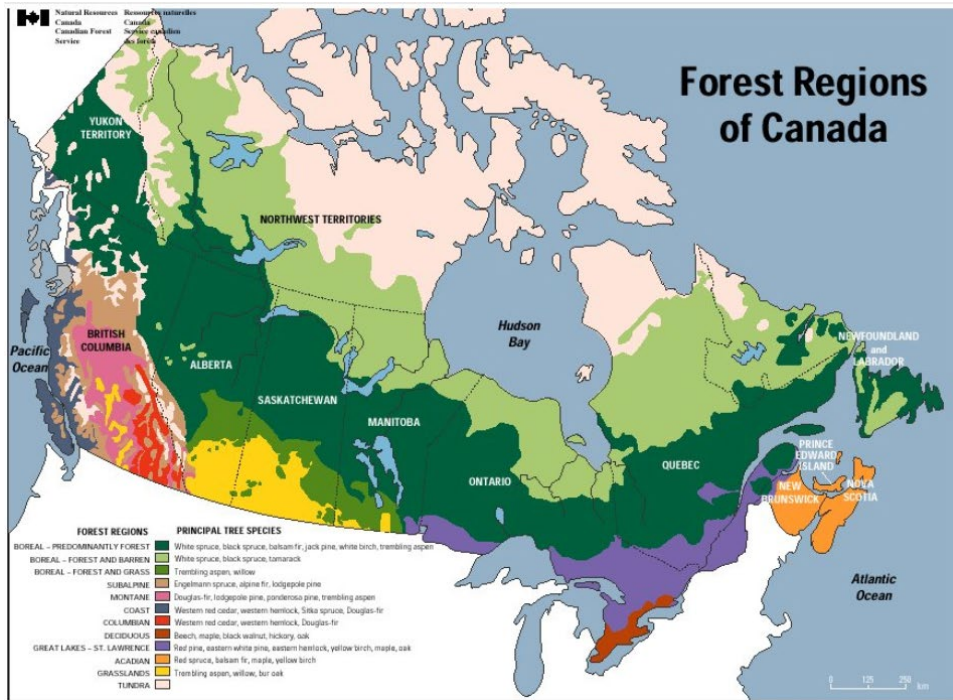 Natural Resources Ressources naturelles
Canada Canada
Canadian Forest Service canadien
Service des forêts
Forest Regions
of Canada
YUKON
TERRITORY
NORTHWEST TERRITORIES
Hudson
Bay
Pacific
Ocean
BRITISH
COLUMBIA
ALBERTA
SASKATCHEWAN
MANITOBA
ONTARIO
QUEBEC
NEWFOUNDLAND
and
LABRADOR
PRINCE
EDWARD
ISLAND
NEW
BRUNSWICK
NOVA
SCOTIA
Atlantic
Ocean
FOREST REGIONS PRINCIPAL TREE SPECIES
BOREAL – PREDOMINANTLY FOREST White spruce, black spruce, balsam fir, jack pine, white birch, trembling aspen
BOREAL – FOREST AND BARREN White spruce, black spruce, tamarack
BOREAL – FOREST AND GRASS Trembling aspen, willow
SUBALPINE Engelmann spruce, alpine fir, lodgepole pine
MONTANE Douglas-fir, lodgepole pine, ponderosa pine, trembling aspen
COAST Western red cedar, western hemlock, Sitka spruce, Douglas-fir
COLUMBIAN Western red cedar, western hemlock, Douglas-fir
DECIDUOUS Beech, maple, black walnut, hickory, oak
GREAT LAKES – ST. LAWRENCE Red pine, eastern white pine, eastern hemlock, yellow birch, maple, oak
ACADIAN Red spruce, balsam fir, maple, yellow birch
GRASSLANDS Trembling aspen, willow, bur oak
TUNDRA
0 125 250
km